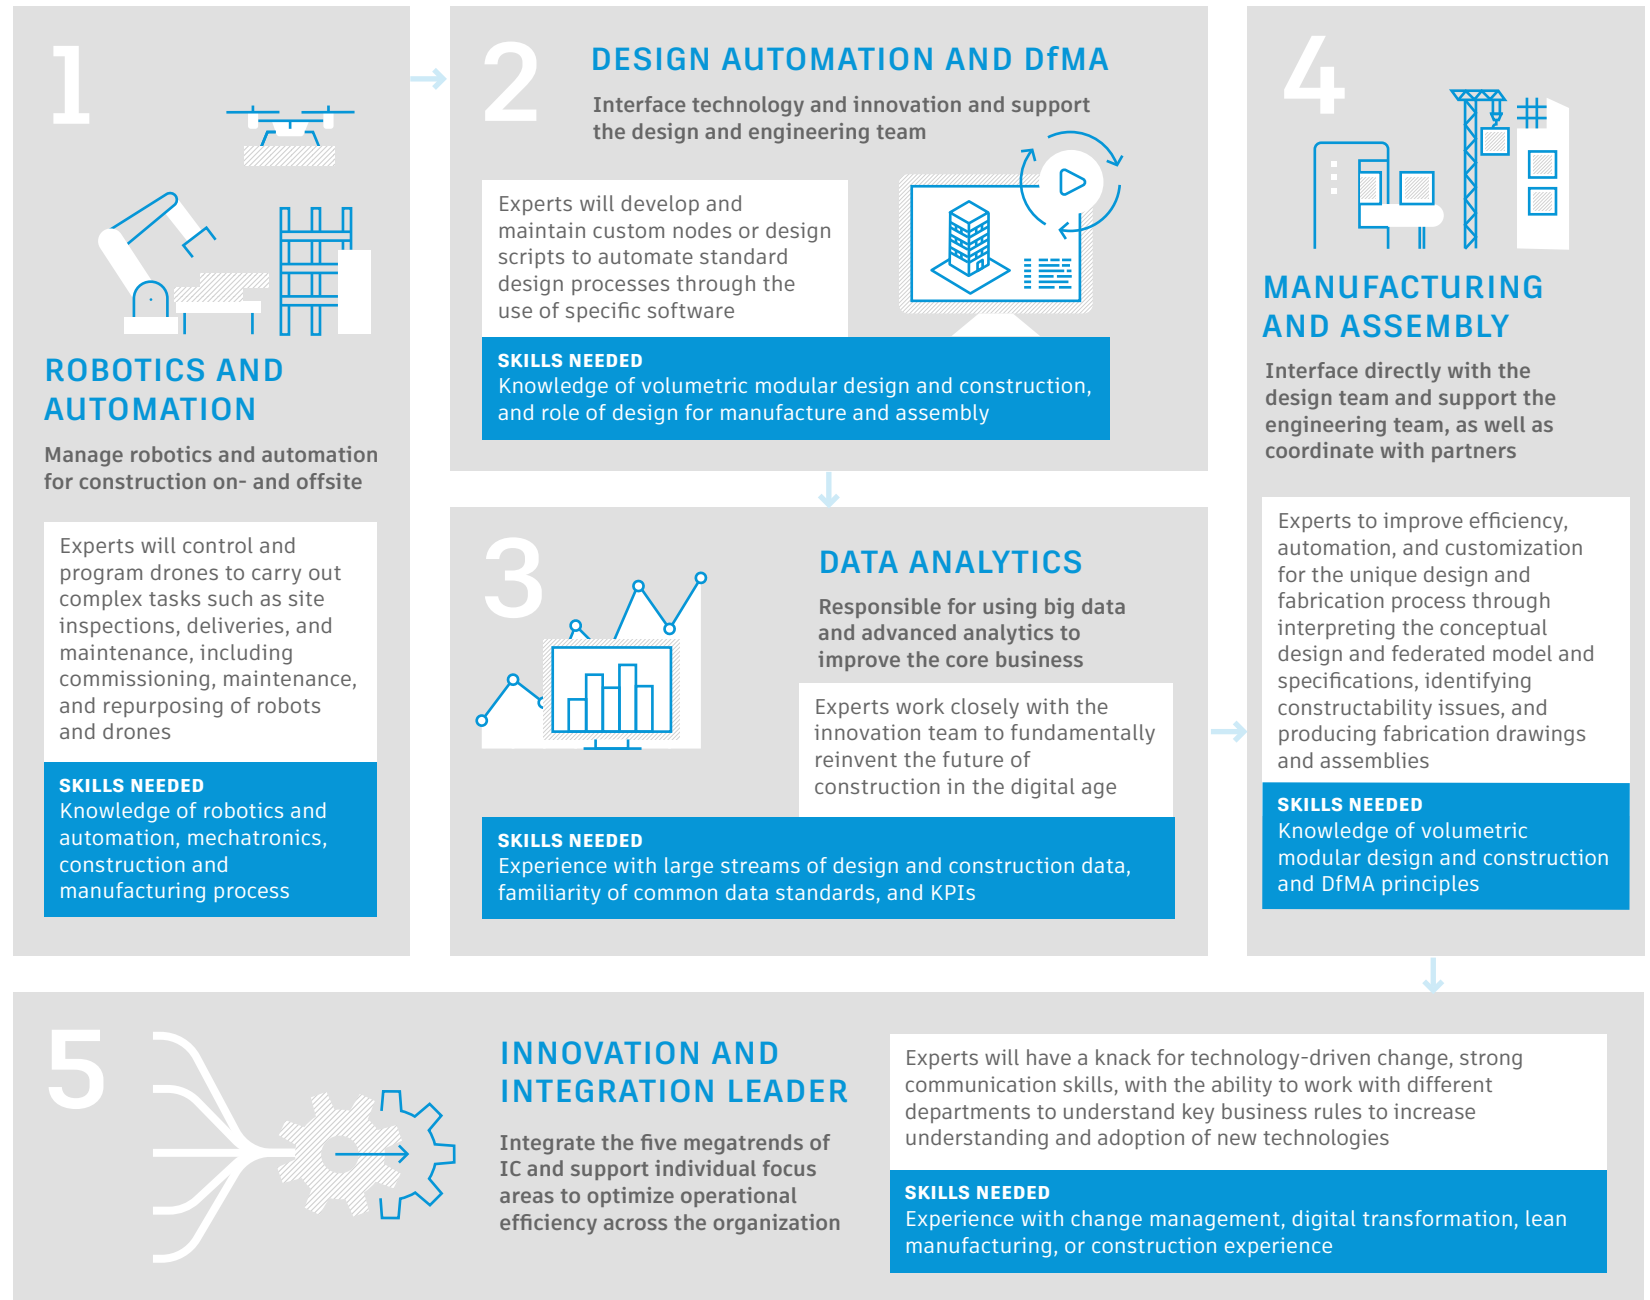 1
ROBOTICS AND
AUTOMATION
Manage robotics and automation
for construction on- and offsite
Experts will control and
program drones to carry out
complex tasks such as site
inspections, deliveries, and
maintenance, including
commissioning, maintenance,
and repurposing of robots
and drones
SKILLS NEEDED
Knowledge of robotics and
automation, mechatronics,
construction and
manufacturing process
2
DESIGN AUTOMATION AND DfMA
Interface technology and innovation and support
the design and engineering team
Experts will develop and
maintain custom nodes or design
scripts to automate standard
design processes through the
use of specific software
SKILLS NEEDED
Knowledge of volumetric modular design and construction,
and role of design for manufacture and assembly
3
DATA ANALYTICS
Responsible for using big data
and advanced analytics to
improve the core business
Experts work closely with the
innovation team to fundamentally
reinvent the future of
construction in the digital age
SKILLS NEEDED
Experience with large streams of design and construction data,
familiarity of common data standards, and KPIs
4
MANUFACTURING
AND ASSEMBLY
Interface directly with the
design team and support the
engineering team, as well as
coordinate with partners
Experts to improve efficiency,
automation, and customization
for the unique design and
fabrication process through
interpreting the conceptual
design and federated model and
specifications, identifying
constructability issues, and
producing fabrication drawings
and assemblies
SKILLS NEEDED
Knowledge of volumetric
modular design and construction
and DfMA principles
5
INNOVATION AND
INTEGRATION LEADER
Integrate the five megatrends of
IC and support individual focus
areas to optimize operational
efficiency across the organization
Experts will have a knack for technology-driven change, strong
communication skills, with the ability to work with different
departments to understand key business rules to increase
understanding and adoption of new technologies
SKILLS NEEDED
Experience with change management, digital transformation, lean
manufacturing, or construction experience